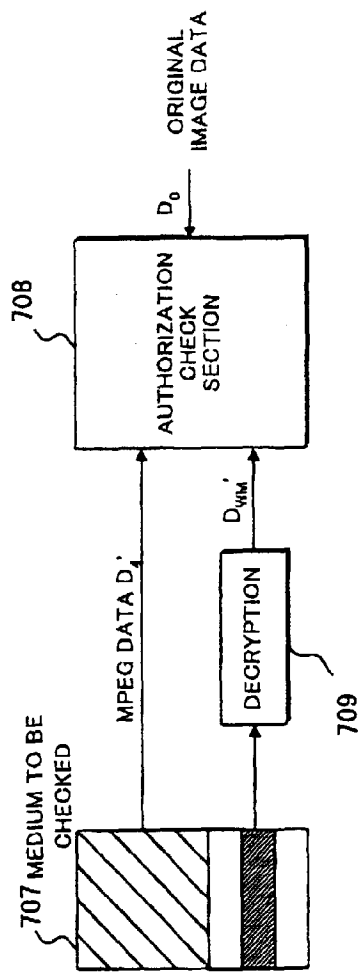 707 MEDIUM TO BE
CHECKED
MPEG DATA D4'
DECRYPTION
709
DWM'
708
AUTHORIZATION
CHECK
SECTION
D0
ORIGINAL
IMAGE DATA